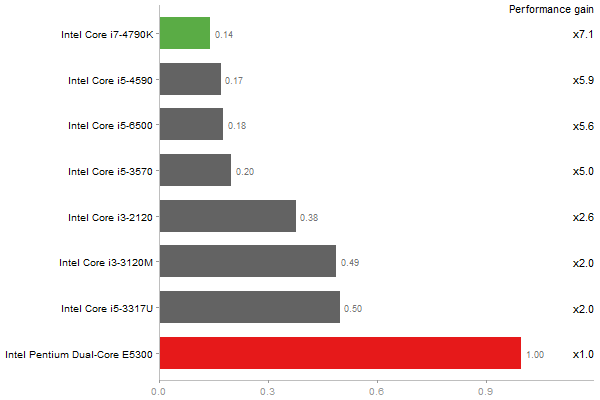 Performance gain
Intel Core i7-4790K 0.14 x7.1
Intel Core i5-4590 0.17 x5.9
Intel Core i5-6500 0.18 x5.6
Intel Core i5-3570 0.20 x5.0
Intel Core i3-2120 0.38 x2.6
Intel Core i3-3120M 0.49 x2.0
Intel Core i5-3317U 0.50 x2.0
Intel Pentium Dual-Core E5300 1.00 x1.0
0.0 0.3 0.6 0.9